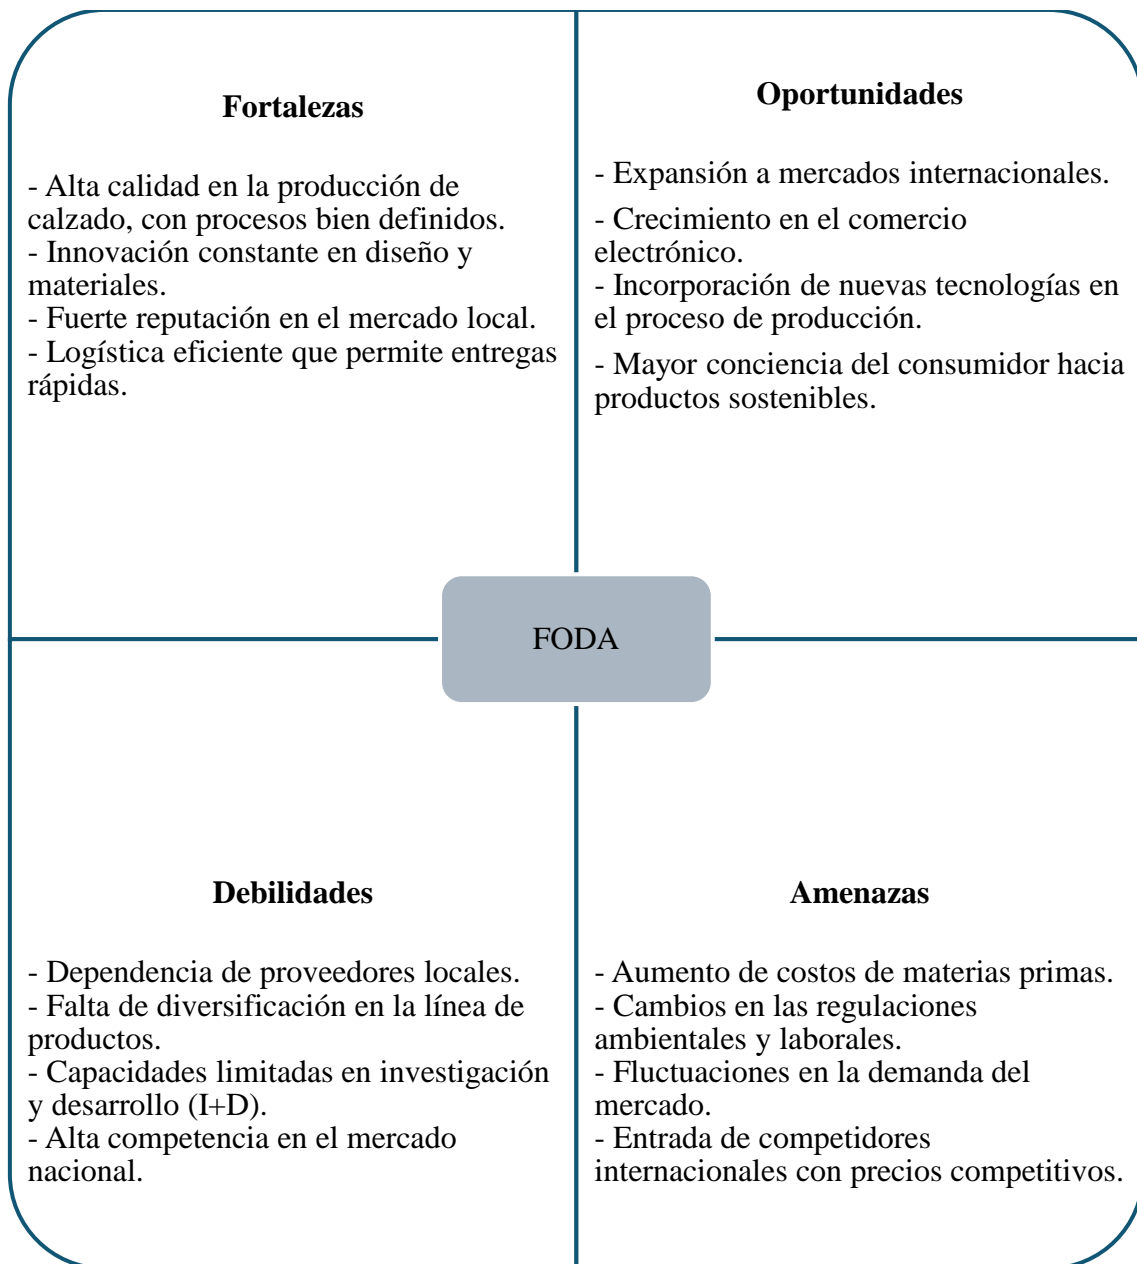 Fortalezas
- Alta calidad en la producción de
calzado, con procesos bien definidos.
- Innovación constante en diseño y
materiales.
- Fuerte reputación en el mercado local.
- Logística eficiente que permite entregas
rápidas.
Oportunidades
- Expansión a mercados internacionales.
- Crecimiento en el comercio
electrónico.
- Incorporación de nuevas tecnologías en
el proceso de producción.
- Mayor conciencia del consumidor hacia
productos sostenibles.
FODA
Debilidades
- Dependencia de proveedores locales.
- Falta de diversificación en la línea de
productos.
- Capacidades limitadas en investigación
y desarrollo (I+D).
- Alta competencia en el mercado
nacional.
Amenazas
- Aumento de costos de materias primas.
- Cambios en las regulaciones
ambientales y laborales.
- Fluctuaciones en la demanda del
mercado.
- Entrada de competidores
internacionales con precios competitivos.